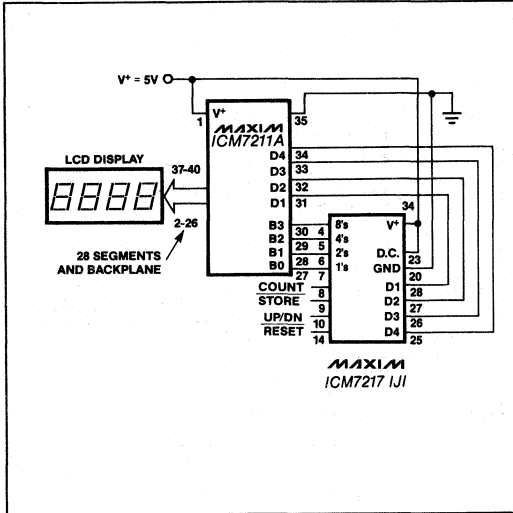 V+ = 5V
1
V+
35
MAXIM
ICM7211A
LCD DISPLAY
37-40
D4
34
D3
33
D2
32
D1
31
2-26
28 SEGMENTS
AND BACKPLANE
B3
30
4
8's
B2
29
5
4's
B1
28
6
2's
B0
27
7
1's
34
V+
D.C.
23
GND
20
D1
28
D2
27
D3
26
D4
25
COUNT
8
STORE
9
UP/DN
10
RESET
14
MAXIM
ICM7217 IJI